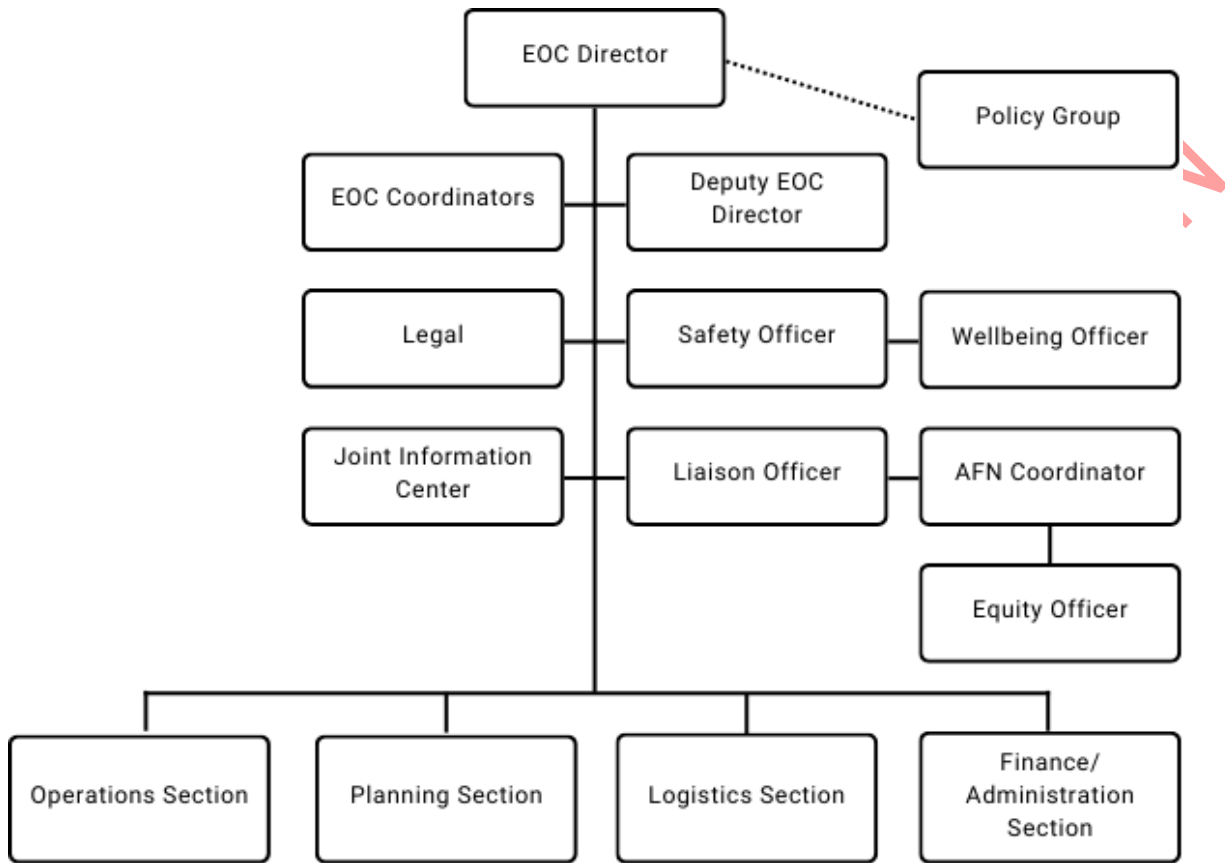 EOC Director
Policy Group
EOC Coordinators
Deputy EOC
Director
Legal
Safety Officer
Wellbeing Officer
Joint Information
Center
Liaison Officer
AFN Coordinator
Equity Officer
Operations Section
Planning Section
Logistics Section
Finance/
Administration
Section